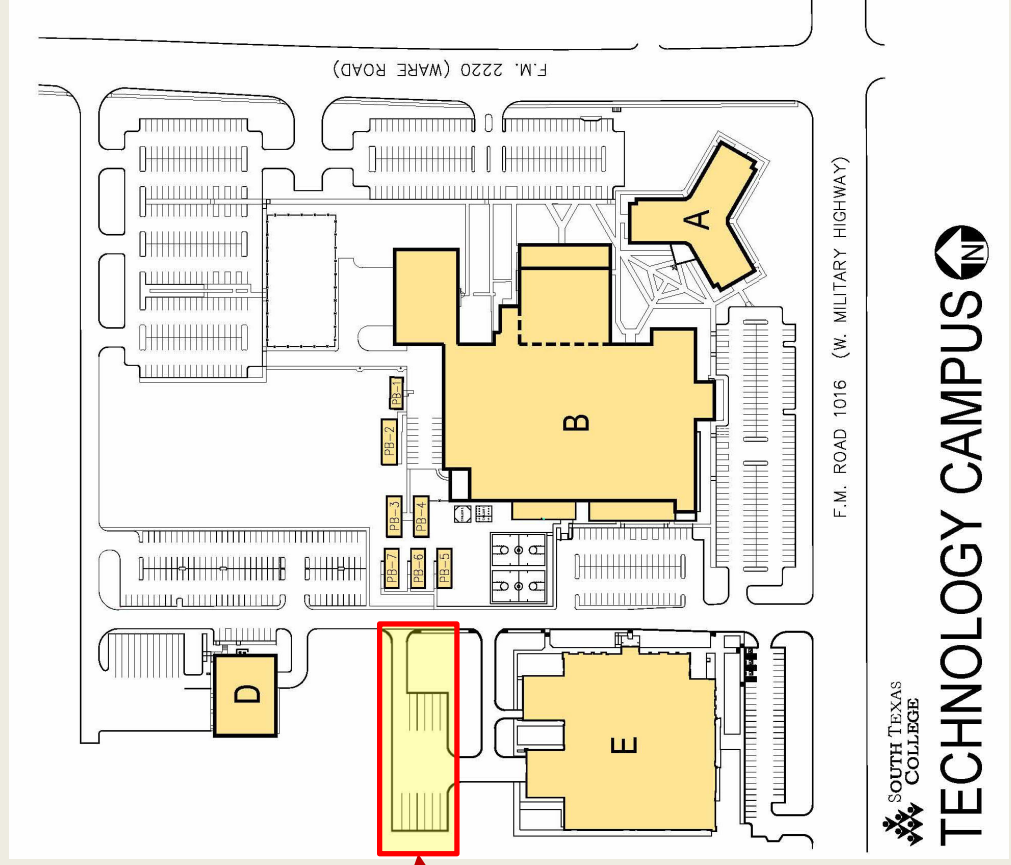 F.M. 2220 (WARE ROAD)
A
F.M. ROAD 1016 (W. MILITARY HIGHWAY)
N
B
PB-1
PB-2
PB-3
PB-4
PB-7
PB-6
PB-5
D
E
SOUTH TEXAS
COLLEGE
TECHNOLOGY CAMPUS